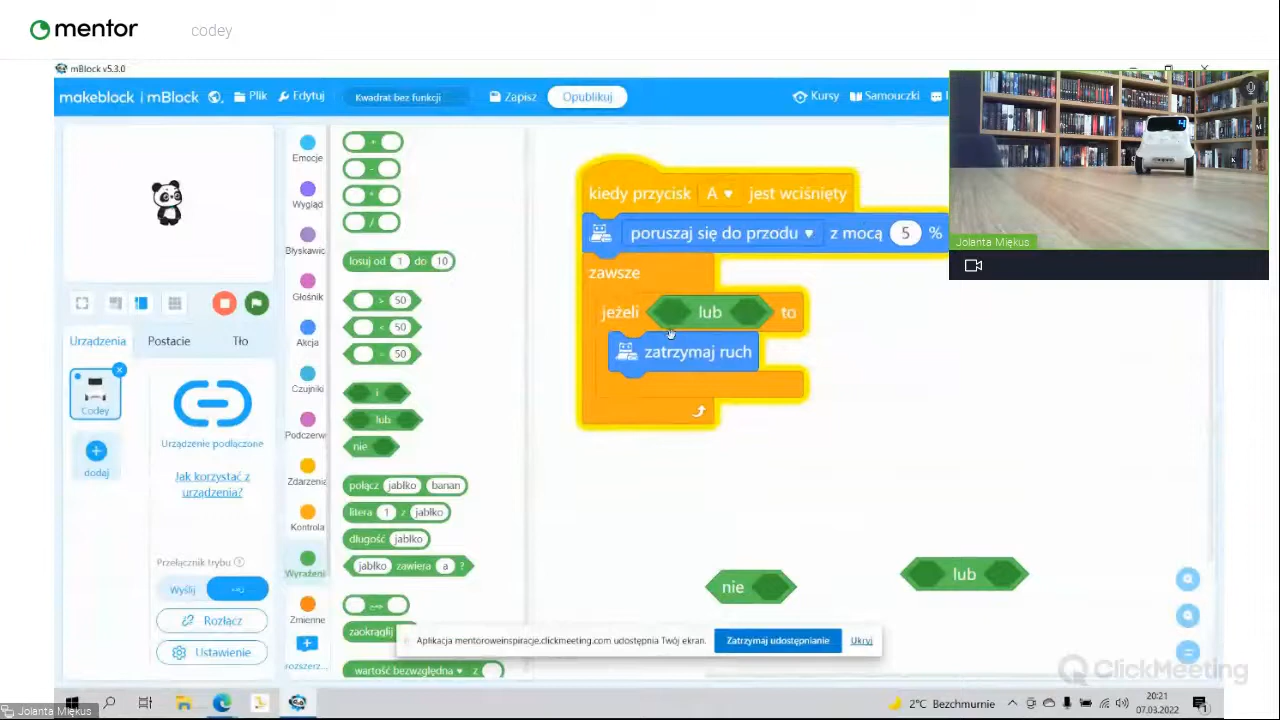 mentor
codey
mBlock v5.3.0
makeblock | mBlock
Plik
Edytuj
Kwadrat bez funkcji
Zapisz
Opublikuj
Kursy
Samouczki
Emocje
Wygląd
Błyskawic
Głośnik
Akcja
Czujniki
Podczerw
Zdarzenia
Kontrola
Wyrażeni
Zmienne
rozszerz...
Urządzenia
Postacie
Tło
Codey
dodaj
Urządzenie podłączone
Jak korzystać z
urządzenia?
Przełącznik trybu
Wyślij
Rozłącz
Ustawienie
+
-
*
/
losuj od 1 do 10
> 50
< 50
= 50
i
lub
nie
połącz jabłko banan
litera 1 z jabłko
długość jabłko
jabłko zawiera a ?
zaokrąglij
wartość bezwzględna z
kiedy przycisk A jest wciśnięty
poruszaj się do przodu z mocą 5 %
zawsze
jeżeli lub to
zatrzymaj ruch
nie
lub
Jolanta Miękus
Aplikacja mentoroweinspiracje.clickmeeting.com udostępnia Twój ekran.
Zatrzymaj udostępnianie
Ukryj
ClickMeeting
Jolanta Miękus
2°C Bezchmurnie
20:21
07.03.2022